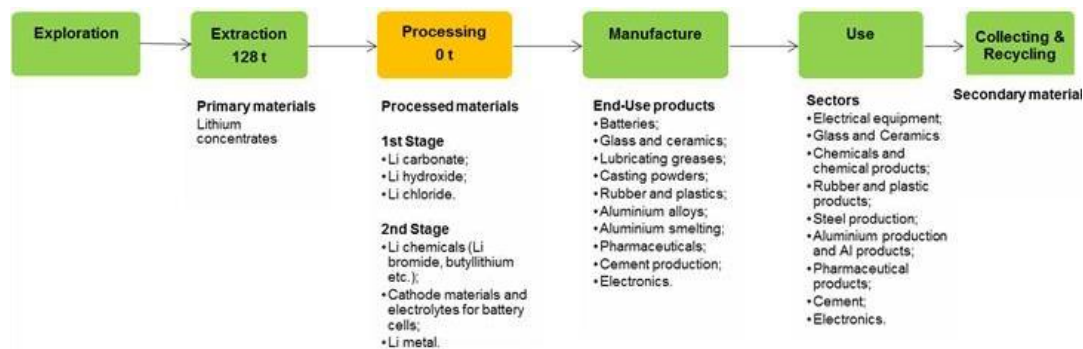 Exploration
Extraction
128 t
Processing
0 t
Manufacture
Use
Collecting &
Recycling
Primary materials
Lithium
concentrates
Processed materials
1st Stage
•Li carbonate;
•Li hydroxide;
•Li chloride.
2nd Stage
•Li chemicals (Li
bromide, butyllithium
etc.);
•Cathode materials and
electrolytes for battery
cells;
•Li metal.
End-Use products
•Batteries;
•Glass and ceramics;
•Lubricating greases;
•Casting powders;
•Rubber and plastics;
•Aluminium alloys;
•Aluminium smelting;
•Pharmaceuticals;
•Cement production;
•Electronics.
Sectors
•Electrical equipment;
•Glass and Ceramics
•Chemicals and
chemical products;
•Rubber and plastic
products;
•Steel production;
•Aluminium production
and Al products;
•Pharmaceutical
products;
•Cement;
•Electronics.
Secondary material